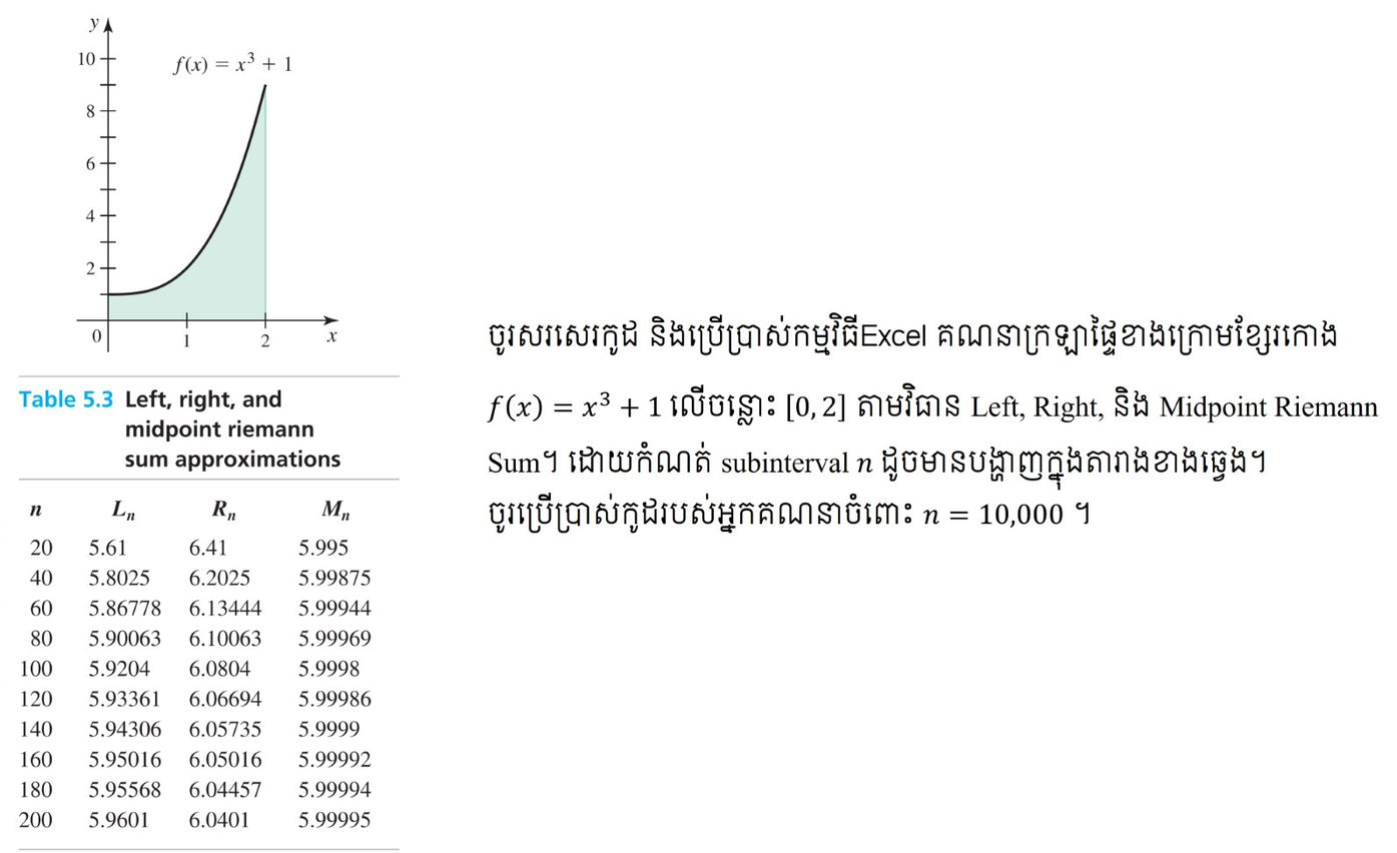 y
10
f(x) = x³ + 1
8
6
4
2
0
1
2
x
Table 5.3 Left, right, and
midpoint riemann
sum approximations
n Lₙ Rₙ Mₙ
20 5.61 6.41 5.995
40 5.8025 6.2025 5.99875
60 5.86778 6.13444 5.99944
80 5.90063 6.10063 5.99969
100 5.9204 6.0804 5.9998
120 5.93361 6.06694 5.99986
140 5.94306 6.05735 5.9999
160 5.95016 6.05016 5.99992
180 5.95568 6.04457 5.99994
200 5.9601 6.0401 5.99995
ចូរសរសេរកូដ និងប្រើប្រាស់កម្មវិធីExcel គណនាក្រឡាផ្ទៃខាងក្រោមខ្សែរកោង
f(x) = x³ + 1 លើចន្លោះ [0, 2] តាមវិធាន Left, Right, និង Midpoint Riemann
Sum។ ដោយកំណត់ subinterval n ដូចមានបង្ហាញក្នុងតារាងខាងឆ្វេង។
ចូរប្រើប្រាស់កូដរបស់អ្នកគណនាចំពោះ n = 10,000 ។